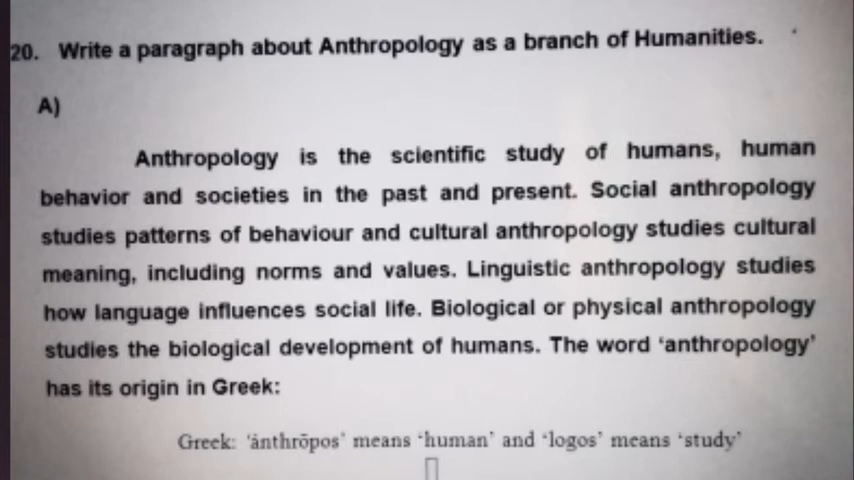 20. Write a paragraph about Anthropology as a branch of Humanities.
A)
Anthropology is the scientific study of humans, human
behavior and societies in the past and present. Social anthropology
studies patterns of behaviour and cultural anthropology studies cultural
meaning, including norms and values. Linguistic anthropology studies
how language influences social life. Biological or physical anthropology
studies the biological development of humans. The word ‘anthropology’
has its origin in Greek:
Greek: ‘ánthrōpos’ means ‘human’ and ‘logos’ means ‘study’